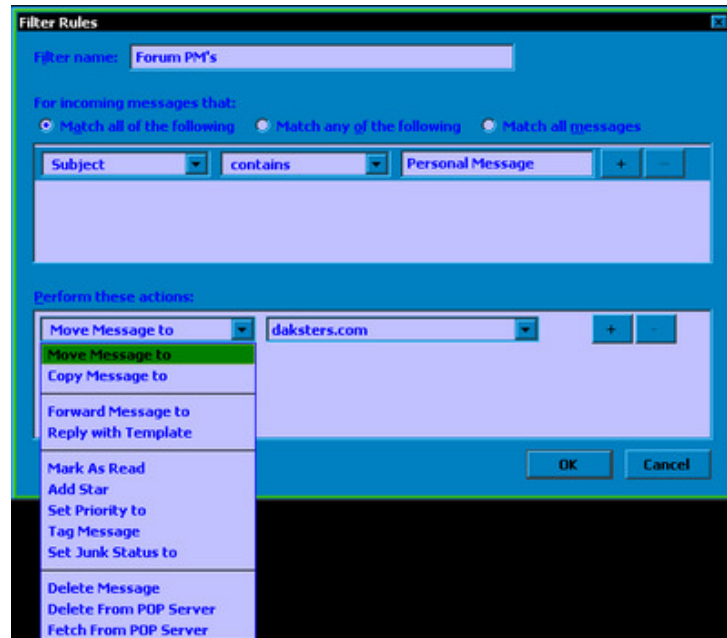 Filter Rules
Filter name: Forum PM's
For incoming messages that:
Match all of the following Match any of the following Match all messages
Subject contains Personal Message + -
Perform these actions:
Move Message to daksters.com + -
Move Message to
Copy Message to
Forward Message to
Reply with Template
Mark As Read
Add Star
Set Priority to
Tag Message
Set Junk Status to
OK Cancel
Delete Message
Delete From POP Server
Fetch From POP Server